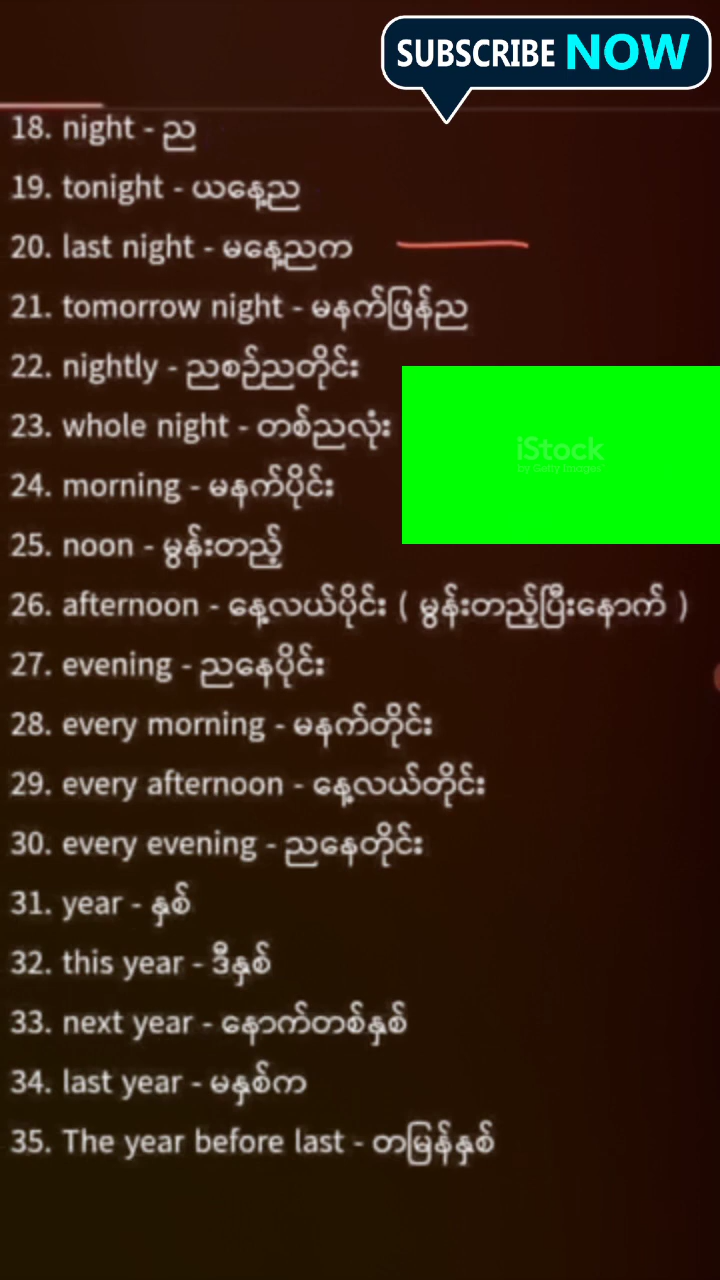 SUBSCRIBE NOW
18. night - ည
19. tonight - ယနေ့ည
20. last night - မနေ့ညက
21. tomorrow night - မနက်ဖြန်ည
22. nightly - ညစဉ်ညတိုင်း
23. whole night - တစ်ညလုံး
iStock
by Getty Images
24. morning - မနက်ပိုင်း
25. noon - မွန်းတည့်
26. afternoon - နေ့လယ်ပိုင်း ( မွန်းတည့်ပြီးနောက် )
27. evening - ညနေပိုင်း
28. every morning - မနက်တိုင်း
29. every afternoon - နေ့လယ်တိုင်း
30. every evening - ညနေတိုင်း
31. year - နှစ်
32. this year - ဒီနှစ်
33. next year - နောက်တစ်နှစ်
34. last year - မနှစ်က
35. The year before last - တမြန်နှစ်